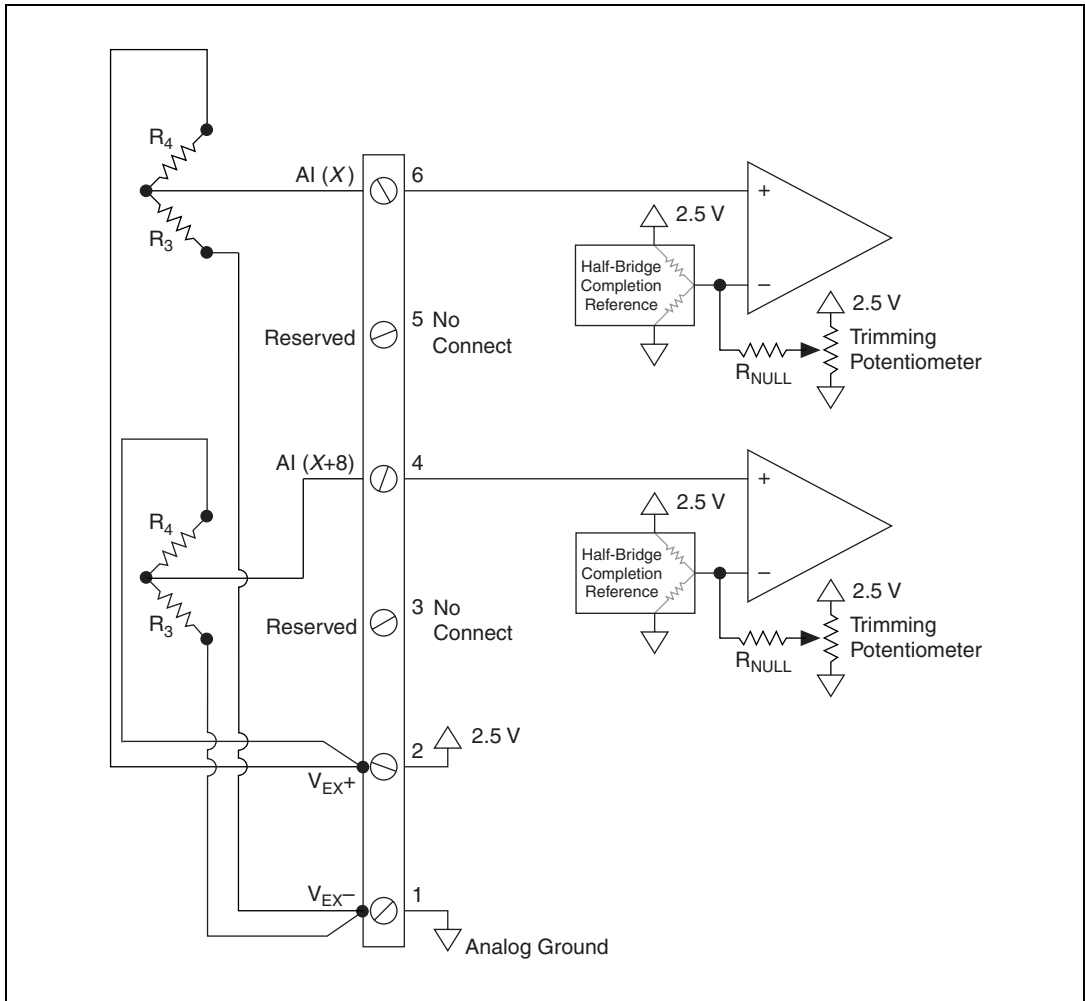 R4
R3
AI (X)
6
2.5 V
+
Half-Bridge
Completion
Reference
–
2.5 V
Trimming
Potentiometer
RNULL
Reserved
5 No
Connect
AI (X+8)
4
2.5 V
+
Half-Bridge
Completion
Reference
–
2.5 V
Trimming
Potentiometer
RNULL
R4
R3
Reserved
3 No
Connect
2
2.5 V
VEX+
VEX–
1
Analog Ground